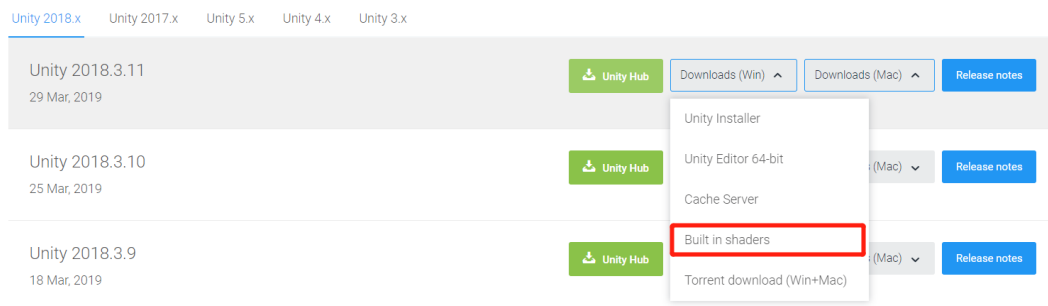 Unity 2018.x Unity 2017.x Unity 5.x Unity 4.x Unity 3.x
Unity 2018.3.11 Unity Hub Downloads (Win) Downloads (Mac) Release notes
29 Mar, 2019
Unity Installer
Unity 2018.3.10 Unity Hub Unity Editor 64-bit (Mac) Release notes
25 Mar, 2019
Cache Server
Built in shaders
Unity 2018.3.9 Unity Hub (Mac) Release notes
18 Mar, 2019 Torrent download (Win+Mac)